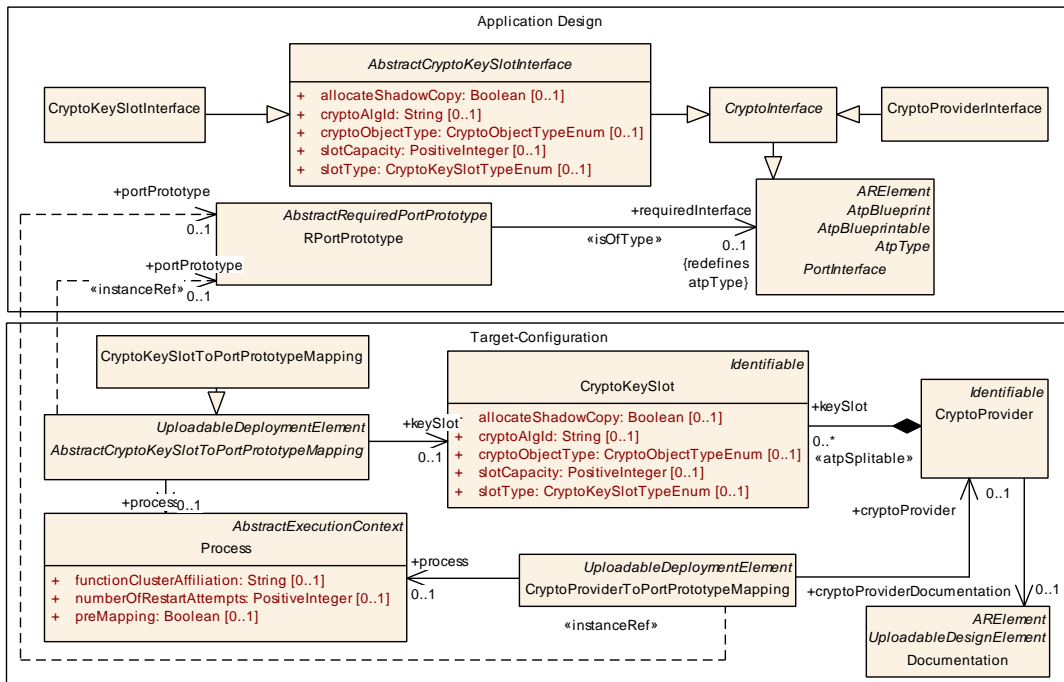 Application Design
AbstractCryptoKeySlotInterface
+ allocateShadowCopy: Boolean [0..1]
+ cryptoAlgId: String [0..1]
+ cryptoObjectType: CryptoObjectTypeEnum [0..1]
+ slotCapacity: PositiveInteger [0..1]
+ slotType: CryptoKeySlotTypeEnum [0..1]
CryptoKeySlotInterface
CryptoInterface
CryptoProviderInterface
+portPrototype
0..1
AbstractRequiredPortPrototype
RPortPrototype
+portPrototype
«instanceRef»
0..1
+requiredInterface
«isOfType»
0..1
{redefines
atpType}
ARElement
AtpBlueprint
AtpBlueprintable
AtpType
PortInterface
Target-Configuration
CryptoKeySlotToPortPrototypeMapping
UploadableDeploymentElement
AbstractCryptoKeySlotToPortPrototypeMapping
+keySlot
0..1
Identifiable
CryptoKeySlot
allocateShadowCopy: Boolean [0..1]
+ cryptoAlgId: String [0..1]
+ cryptoObjectType: CryptoObjectTypeEnum [0..1]
+ slotCapacity: PositiveInteger [0..1]
+ slotType: CryptoKeySlotTypeEnum [0..1]
+keySlot
0..*
«atpSplitable»
Identifiable
CryptoProvider
+process
0..1
AbstractExecutionContext
Process
+ functionClusterAffiliation: String [0..1]
+ numberOfRestartAttempts: PositiveInteger [0..1]
+ preMapping: Boolean [0..1]
+process
0..1
UploadableDeploymentElement
CryptoProviderToPortPrototypeMapping
«instanceRef»
+cryptoProvider
0..1
+cryptoProviderDocumentation
0..1
ARElement
UploadableDesignElement
Documentation